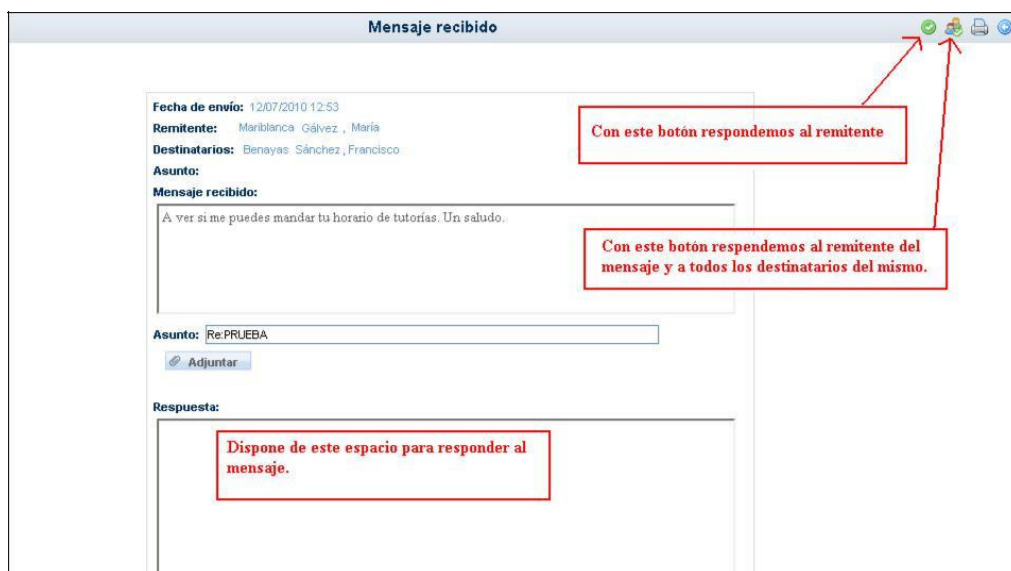 Mensaje recibido
Fecha de envío: 12/07/2010 12:53
Remitente: Mariblanca Gálvez , María
Destinatarios: Benayas Sánchez , Francisco
Asunto:
Mensaje recibido:
A ver si me puedes mandar tu horario de tutorías. Un saludo.
Con este botón respondemos al remitente
Con este botón respendemos al remitente del
mensaje y a todos los destinatarios del mismo.
Asunto: Re:PRUEBA
Adjuntar
Respuesta:
Dispone de este espacio para responder al
mensaje.